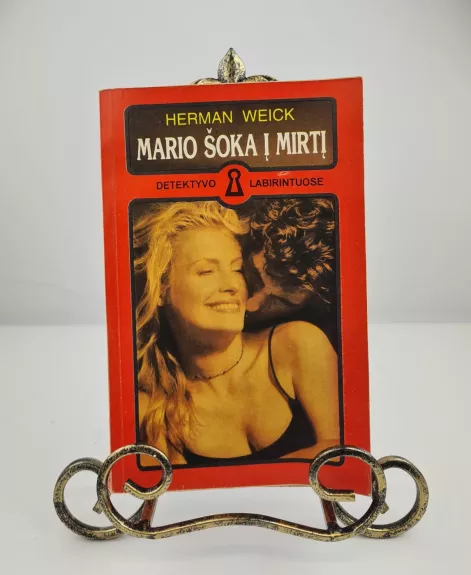 HERMAN WEICK
MARIO ŠOKA Į MIRTĮ
DETEKTYVO LABIRINTUOSE